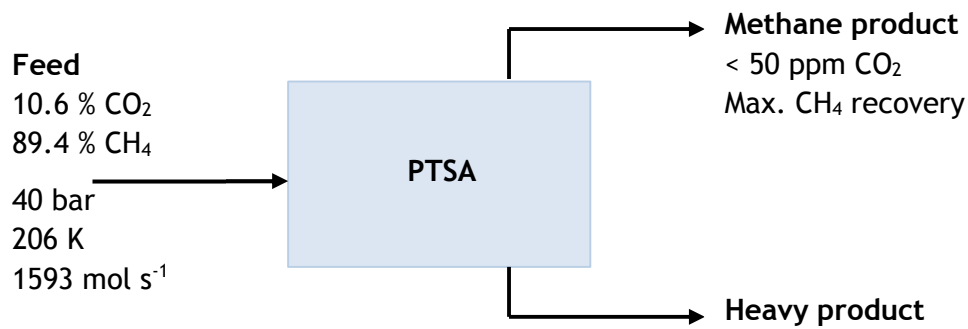 Feed
10.6 % CO₂
89.4 % CH₄
40 bar
206 K
1593 mol s⁻¹
PTSA
Methane product
< 50 ppm CO₂
Max. CH₄ recovery
Heavy product